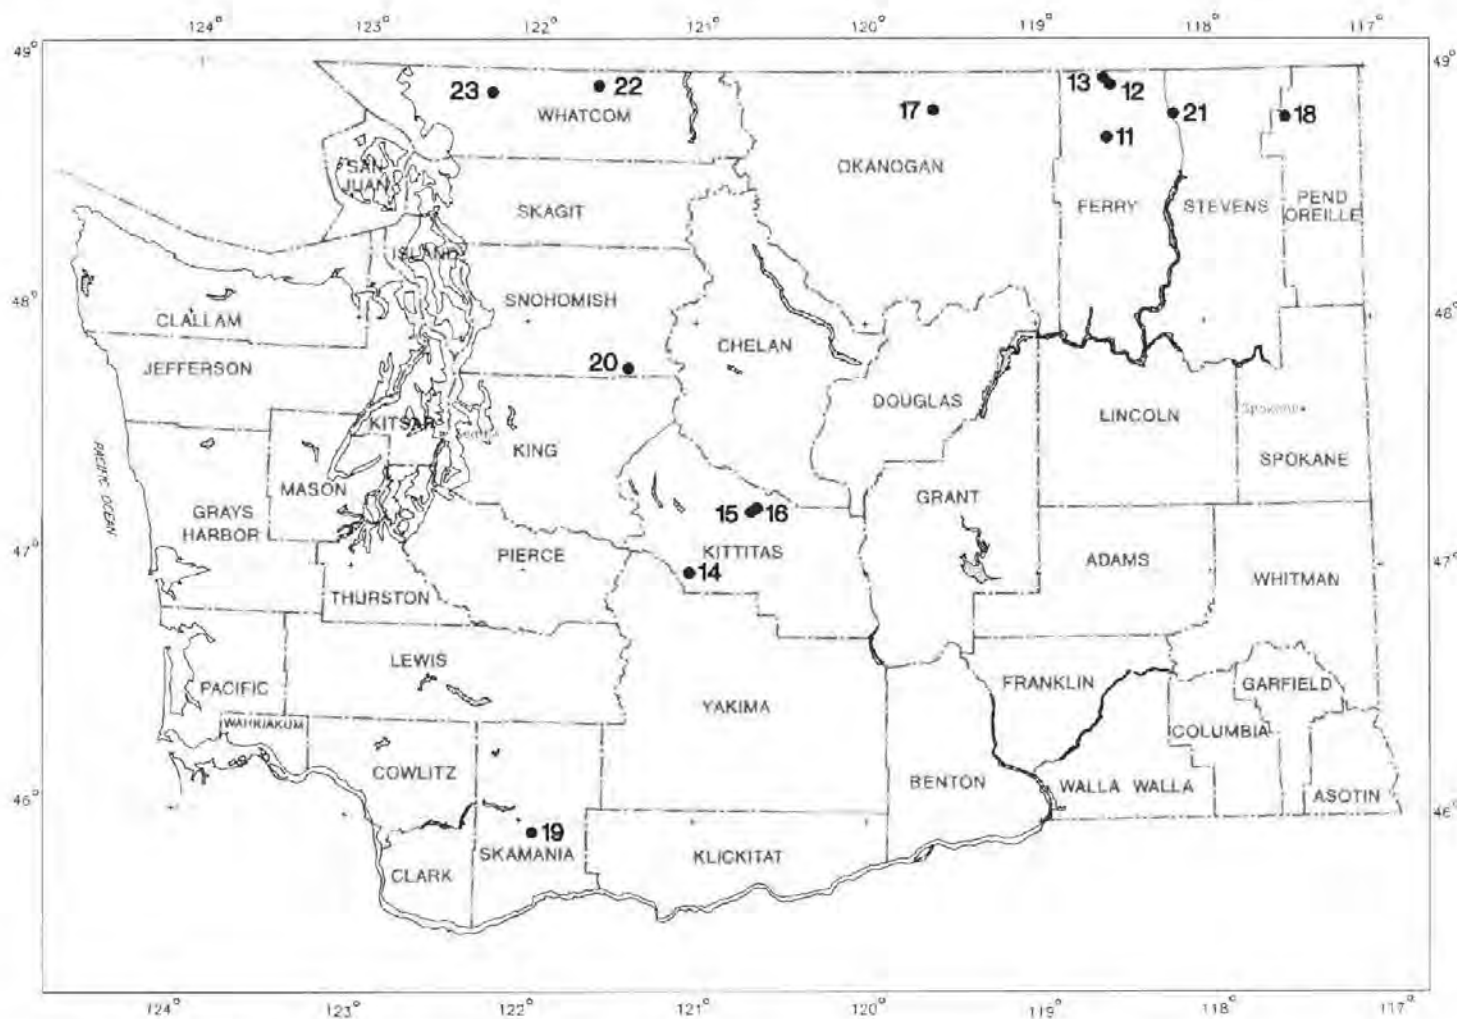 124° 123° 122° 121° 120° 119° 118° 117°
49° 49°
23 22 17 13 12 21 18
WHATCOM
11
SAN
JUAN
OKANOGAN
SKAGIT
FERRY STEVENS PEND
OREILLE
ISLAND
48° SNOHOMISH 48°
CLALLAM
CHELAN
JEFFERSON 20
DOUGLAS
LINCOLN Spokane
KITSAP
KING
SPOKANE
PACIFIC OCEAN
MASON GRANT
GRAYS
HARBOR
15 16
47° PIERCE KITTITAS ADAMS 47°
14 WHITMAN
THURSTON
LEWIS
PACIFIC FRANKLIN GARFIELD
YAKIMA
WAHKIAKUM
COLUMBIA
COWLITZ BENTON WALLA WALLA
46° ASOTIN 46°
19
SKAMANIA KLICKITAT
CLARK
124° 123° 122° 121° 120° 119° 118° 117°